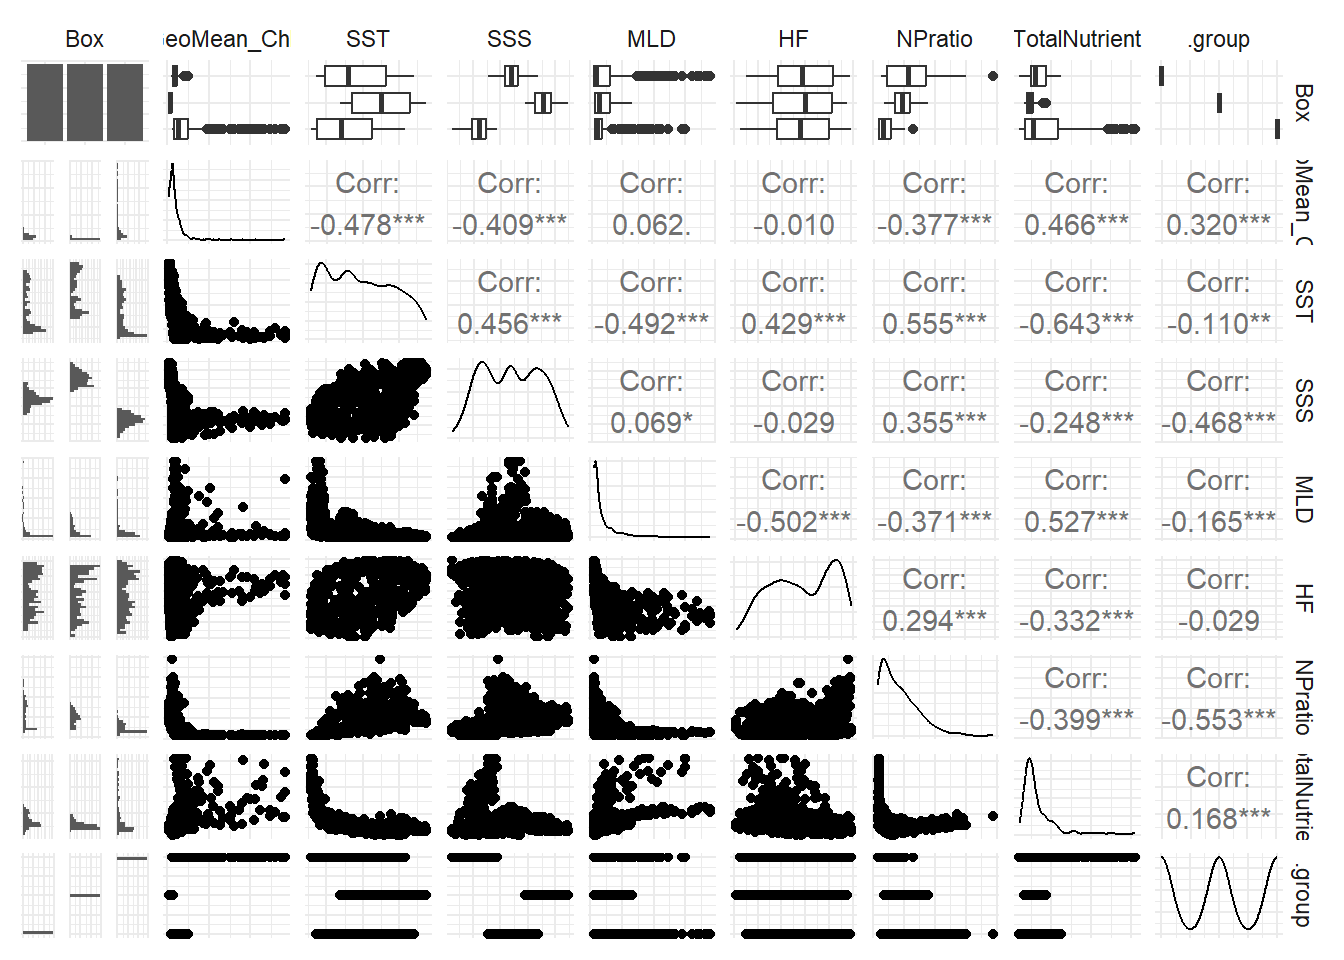 Box
eoMean_Ch
SST
SSS
MLD
HF
NPratio
TotalNutrient
.group
Box
Corr: Corr: Corr: Corr: Corr: Corr: Corr:
-0.478*** -0.409*** 0.062. -0.010 -0.377*** 0.466*** 0.320***
oMean_C
Corr: Corr: Corr: Corr: Corr: Corr:
0.456*** -0.492*** 0.429*** 0.555*** -0.643*** -0.110**
SST
Corr: Corr: Corr: Corr: Corr:
0.069* -0.029 0.355*** -0.248*** -0.468***
SSS
Corr: Corr: Corr: Corr:
-0.502*** -0.371*** 0.527*** -0.165***
MLD
Corr: Corr: Corr:
0.294*** -0.332*** -0.029
HF
Corr: Corr:
-0.399*** -0.553***
NPratio
Corr:
0.168***
talNutrie
.group